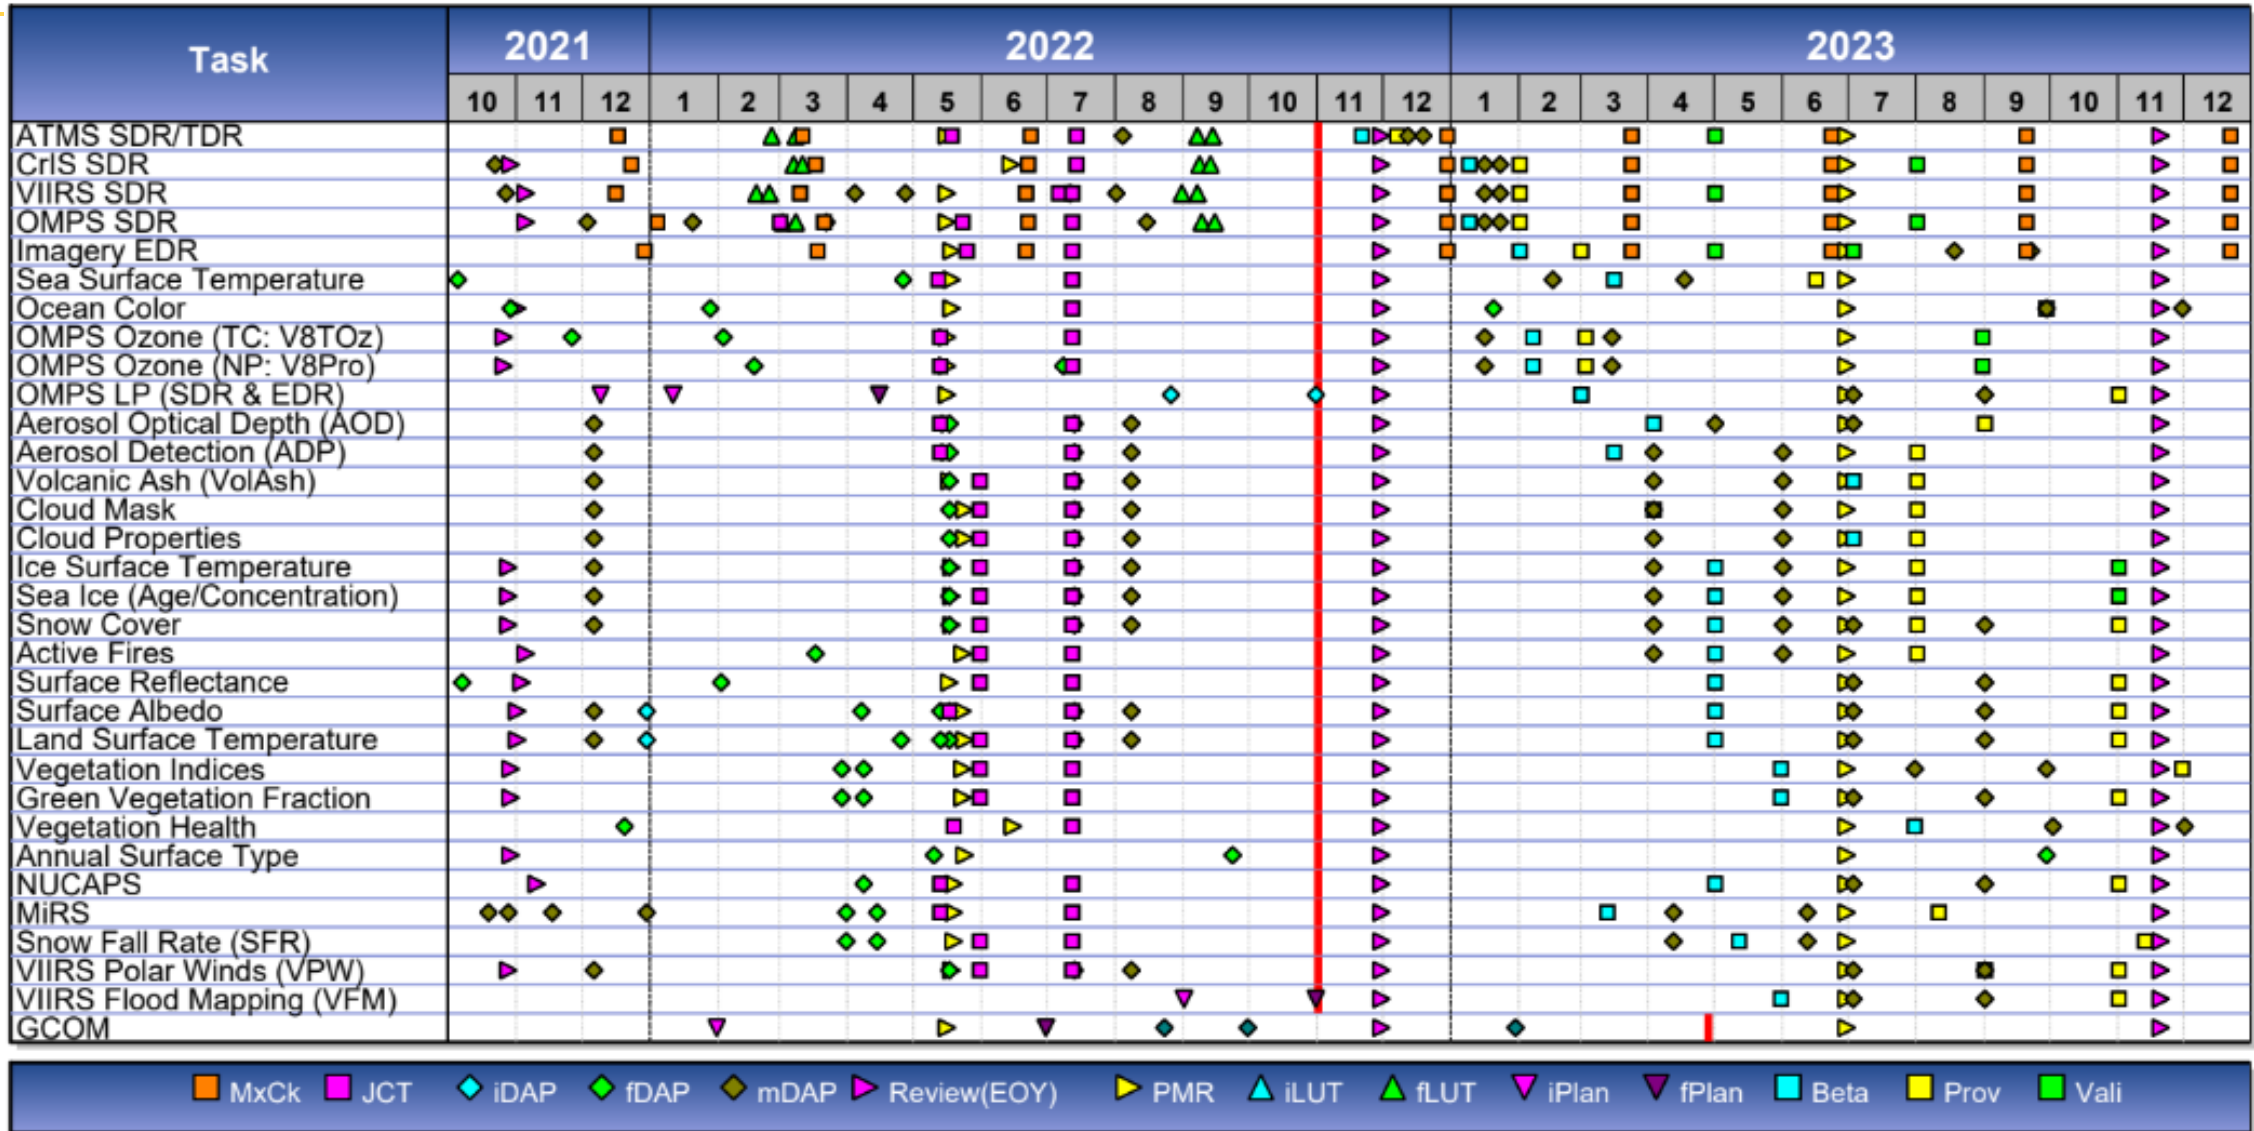 Task 2021 2022 2023
10 11 12 1 2 3 4 5 6 7 8 9 10 11 12 1 2 3 4 5 6 7 8 9 10 11 12
ATMS SDR/TDR
CrIS SDR
VIIRS SDR
OMPS SDR
Imagery EDR
Sea Surface Temperature
Ocean Color
OMPS Ozone (TC: V8TOz)
OMPS Ozone (NP: V8Pro)
OMPS LP (SDR & EDR)
Aerosol Optical Depth (AOD)
Aerosol Detection (ADP)
Volcanic Ash (VolAsh)
Cloud Mask
Cloud Properties
Ice Surface Temperature
Sea Ice (Age/Concentration)
Snow Cover
Active Fires
Surface Reflectance
Surface Albedo
Land Surface Temperature
Vegetation Indices
Green Vegetation Fraction
Vegetation Health
Annual Surface Type
NUCAPS
MiRS
Snow Fall Rate (SFR)
VIIRS Polar Winds (VPW)
VIIRS Flood Mapping (VFM)
GCOM
MxCk JCT iDAP fDAP mDAP Review(EOY) PMR iLUT fLUT iPlan fPlan Beta Prov Vali